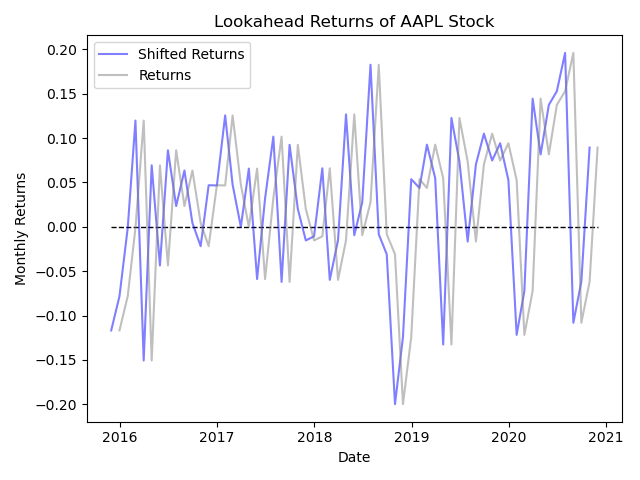 Lookahead Returns of AAPL Stock
Shifted Returns
Returns
0.20
0.15
0.10
0.05
0.00
−0.05
−0.10
−0.15
−0.20
Monthly Returns
2016 2017 2018 2019 2020 2021
Date